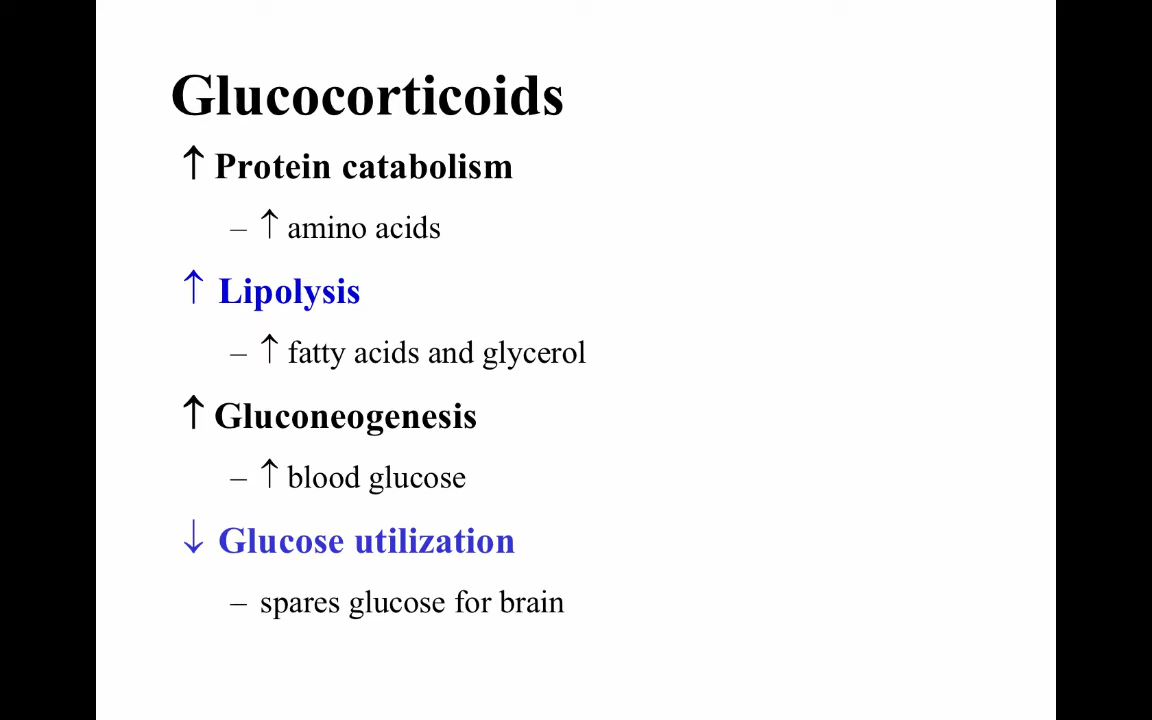 Glucocorticoids
↑ Protein catabolism
– ↑ amino acids
↑ Lipolysis
– ↑ fatty acids and glycerol
↑ Gluconeogenesis
– ↑ blood glucose
↓ Glucose utilization
– spares glucose for brain